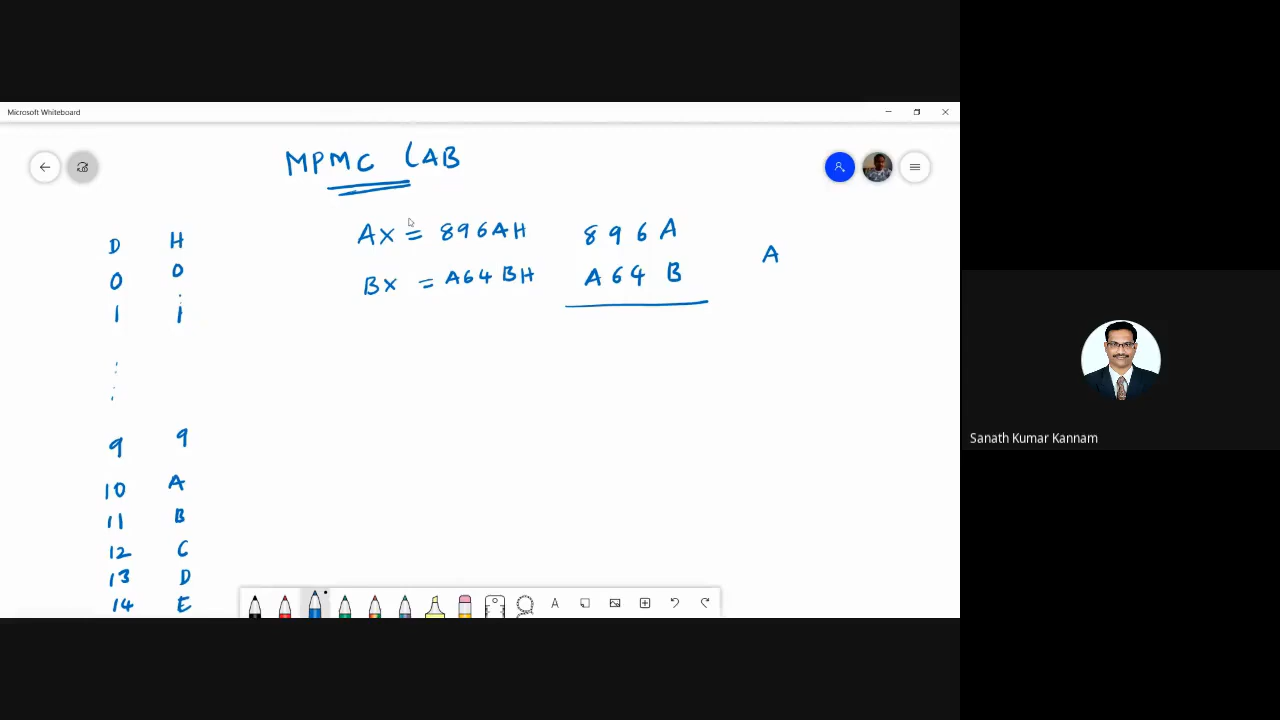 Microsoft Whiteboard
MPMC LAB
D H
0 0
1 1
9 9
10 A
11 B
12 C
13 D
14 E
AX = 896AH
BX = A64BH
896A
A64B
A
A
Sanath Kumar Kannam